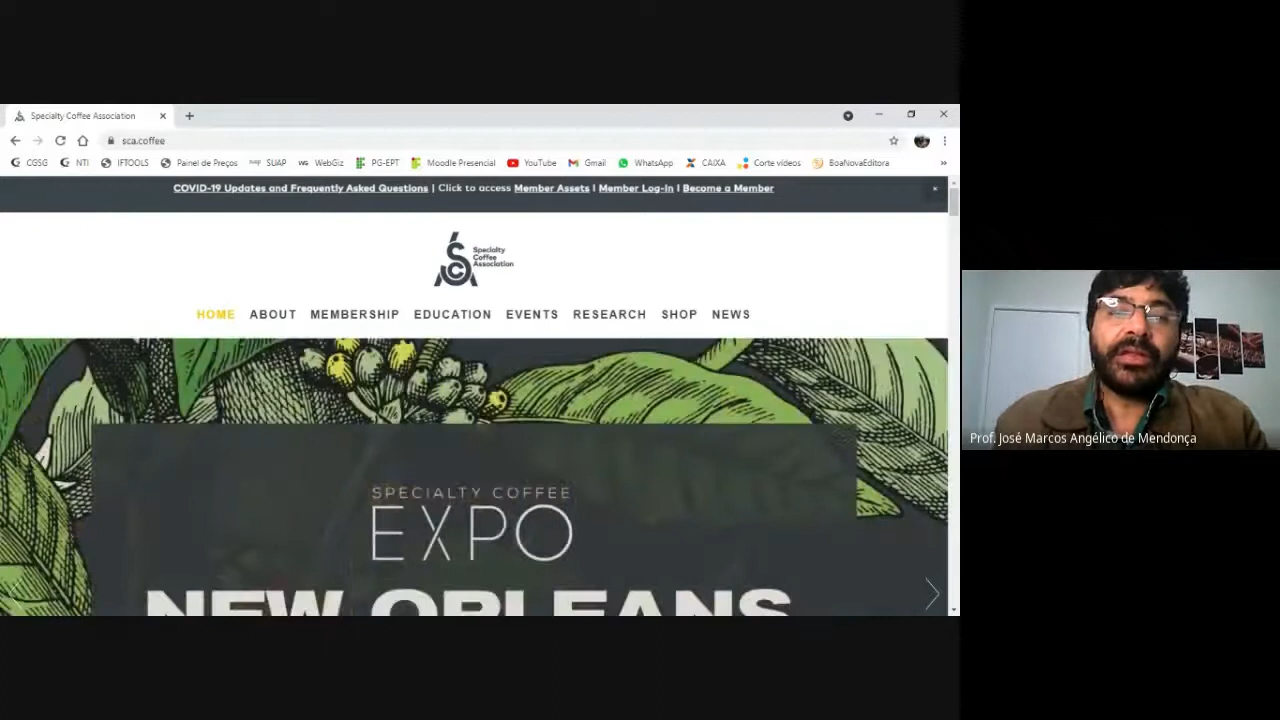 Specialty Coffee Association
sca.coffee
CGSG NTI IFTOOLS Painel de Preços SUAP WebGiz PG-EPT Moodle Presencial YouTube Gmail WhatsApp CAIXA Corte vídeos BoaNovaEditora »
COVID-19 Updates and Frequently Asked Questions | Click to access Member Assets | Member Log-In | Become a Member
Specialty
Coffee
Association
HOME ABOUT MEMBERSHIP EDUCATION EVENTS RESEARCH SHOP NEWS
SPECIALTY COFFEE
EXPO
NEW ORLEANS
Prof. José Marcos Angélico de Mendonça